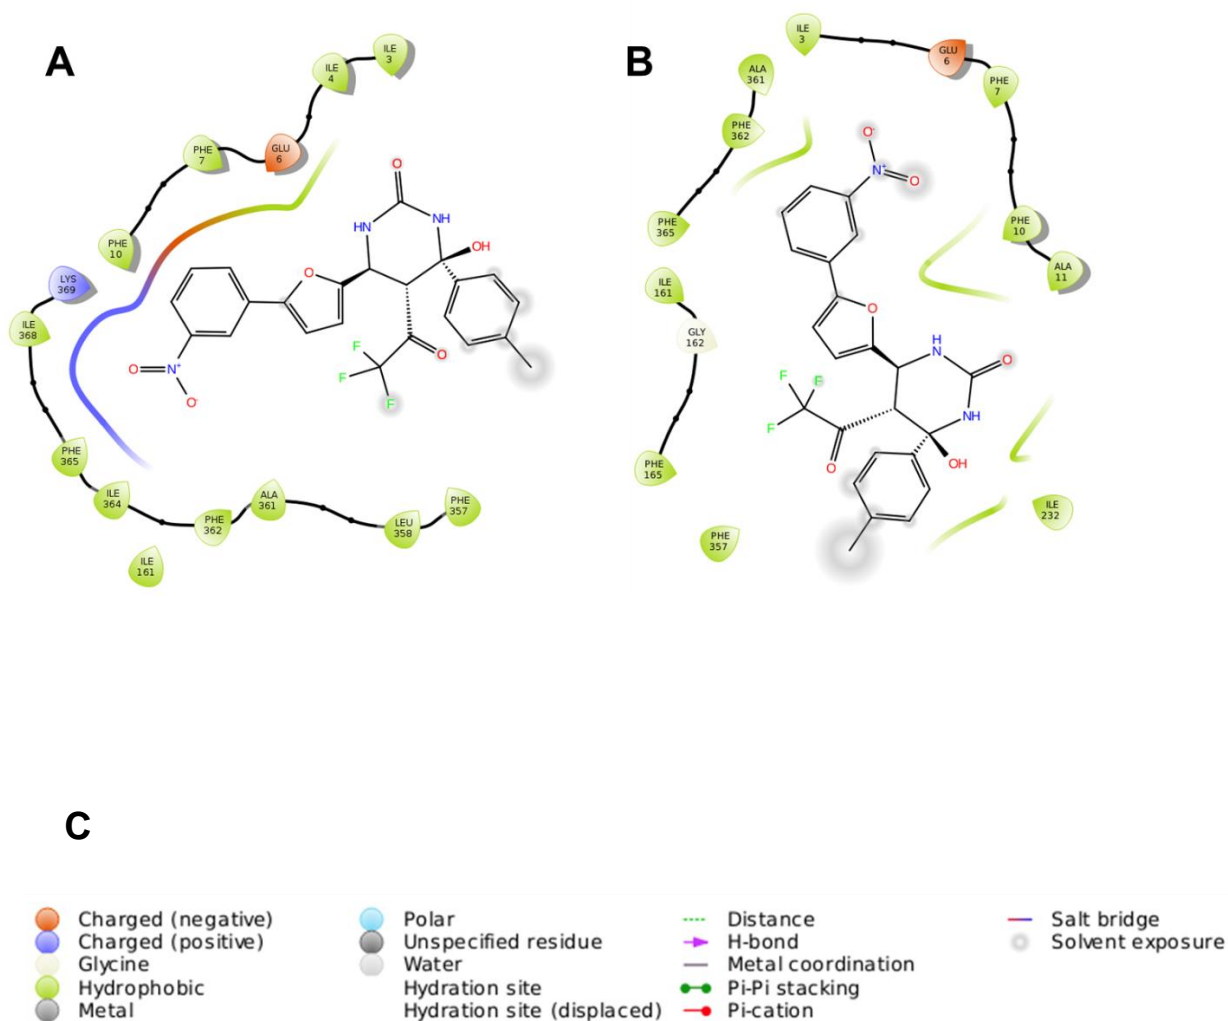 A
ILE
3
ILE
4
GLU
6
PHE
7
PHE
10
LYS
369
ILE
368
PHE
365
ILE
364
PHE
362
ALA
361
LEU
358
PHE
357
ILE
161
O
HN
NH
OH
O
O
N+
O-
F
F
F
O
B
ILE
3
GLU
6
PHE
7
ALA
361
PHE
362
PHE
365
PHE
10
ALA
11
ILE
161
GLY
162
PHE
165
PHE
357
ILE
232
O-
N+
O
O
H
N
O
NH
OH
F
F
F
O
C
Charged (negative)
Charged (positive)
Glycine
Hydrophobic
Metal
Polar
Unspecified residue
Water
Hydration site
Hydration site (displaced)
Distance
H-bond
Metal coordination
Pi-Pi stacking
Pi-cation
Salt bridge
Solvent exposure